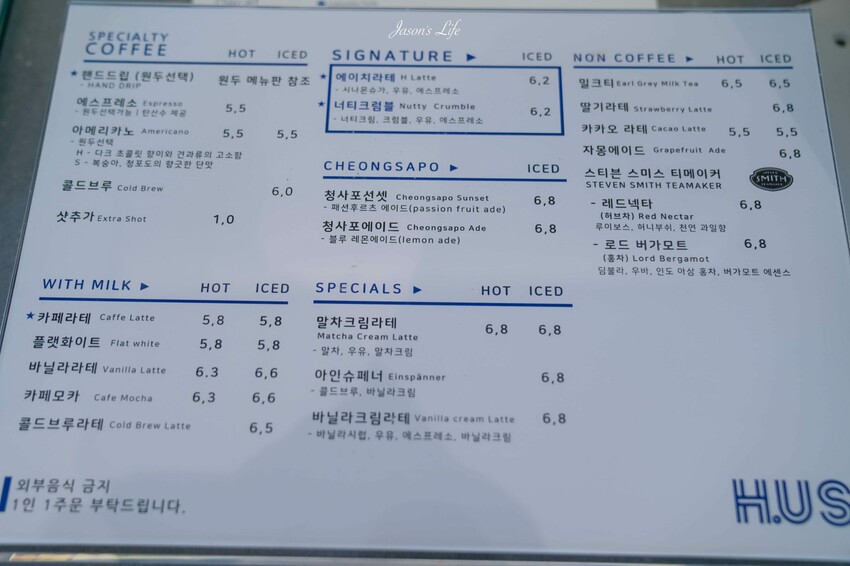 Jason's Life
SPECIALTY
COFFEE HOT ICED
★ 핸드드립 (원두선택) 원두 메뉴판 참조
- HAND DRIP
에스프레소 Espresso 5,5
- 원두선택가능 | 탄산수 제공
아메리카노 Americano 5,5 5,5
- 원두선택
H - 다크 초콜릿 향미와 견과류의 고소함
S - 복숭아, 청포도의 향긋한 단맛
콜드브루 Cold Brew 6,0
샷추가 Extra Shot 1,0
WITH MILK ▶ HOT ICED
★ 카페라테 Caffe Latte 5,8 5,8
플랫화이트 Flat white 5,8 5,8
바닐라라테 Vanilla Latte 6,3 6,6
카페모카 Cafe Mocha 6,3 6,6
콜드브루라테 Cold Brew Latte 6,5
SIGNATURE ▶ ICED
★ 에이치라테 H Latte 6,2
- 시나몬슈가, 우유, 에스프레소
★ 너티크럼블 Nutty Crumble 6,2
- 너티크림, 크럼블, 우유, 에스프레소
CHEONGSAPO ▶ ICED
청사포선셋 Cheongsapo Sunset 6,8
- 패션후르츠 에이드(passion fruit ade)
청사포에이드 Cheongsapo Ade 6,8
- 블루 레몬에이드(lemon ade)
SPECIALS ▶ HOT ICED
말차크림라테 6,8 6,8
Matcha Cream Latte
- 말차, 우유, 말차크림
아인슈페너 Einspänner 6,8
- 콜드브루, 바닐라크림
바닐라크림라테 Vanilla cream Latte 6,8
- 바닐라시럽, 우유, 에스프레소, 바닐라크림
NON COFFEE ▶ HOT ICED
밀크티 Earl Grey Milk Tea 6,5 6,5
딸기라테 Strawberry Latte 6,8
카카오 라테 Cacao Latte 5,5 5,5
자몽에이드 Grapefruit Ade 6,8
스티븐 스미스 티메이커
STEVEN SMITH TEAMAKER
SMITH
- 레드넥타 6,8
(허브차) Red Nectar
루이보스, 허니부쉬, 천연 과일향
- 로드 버가모트 6,8
(홍차) Lord Bergamot
딤불라, 우바, 인도 아삼 홍차, 버가모트 에센스
외부음식 금지
1인 1주문 부탁드립니다.
H.US